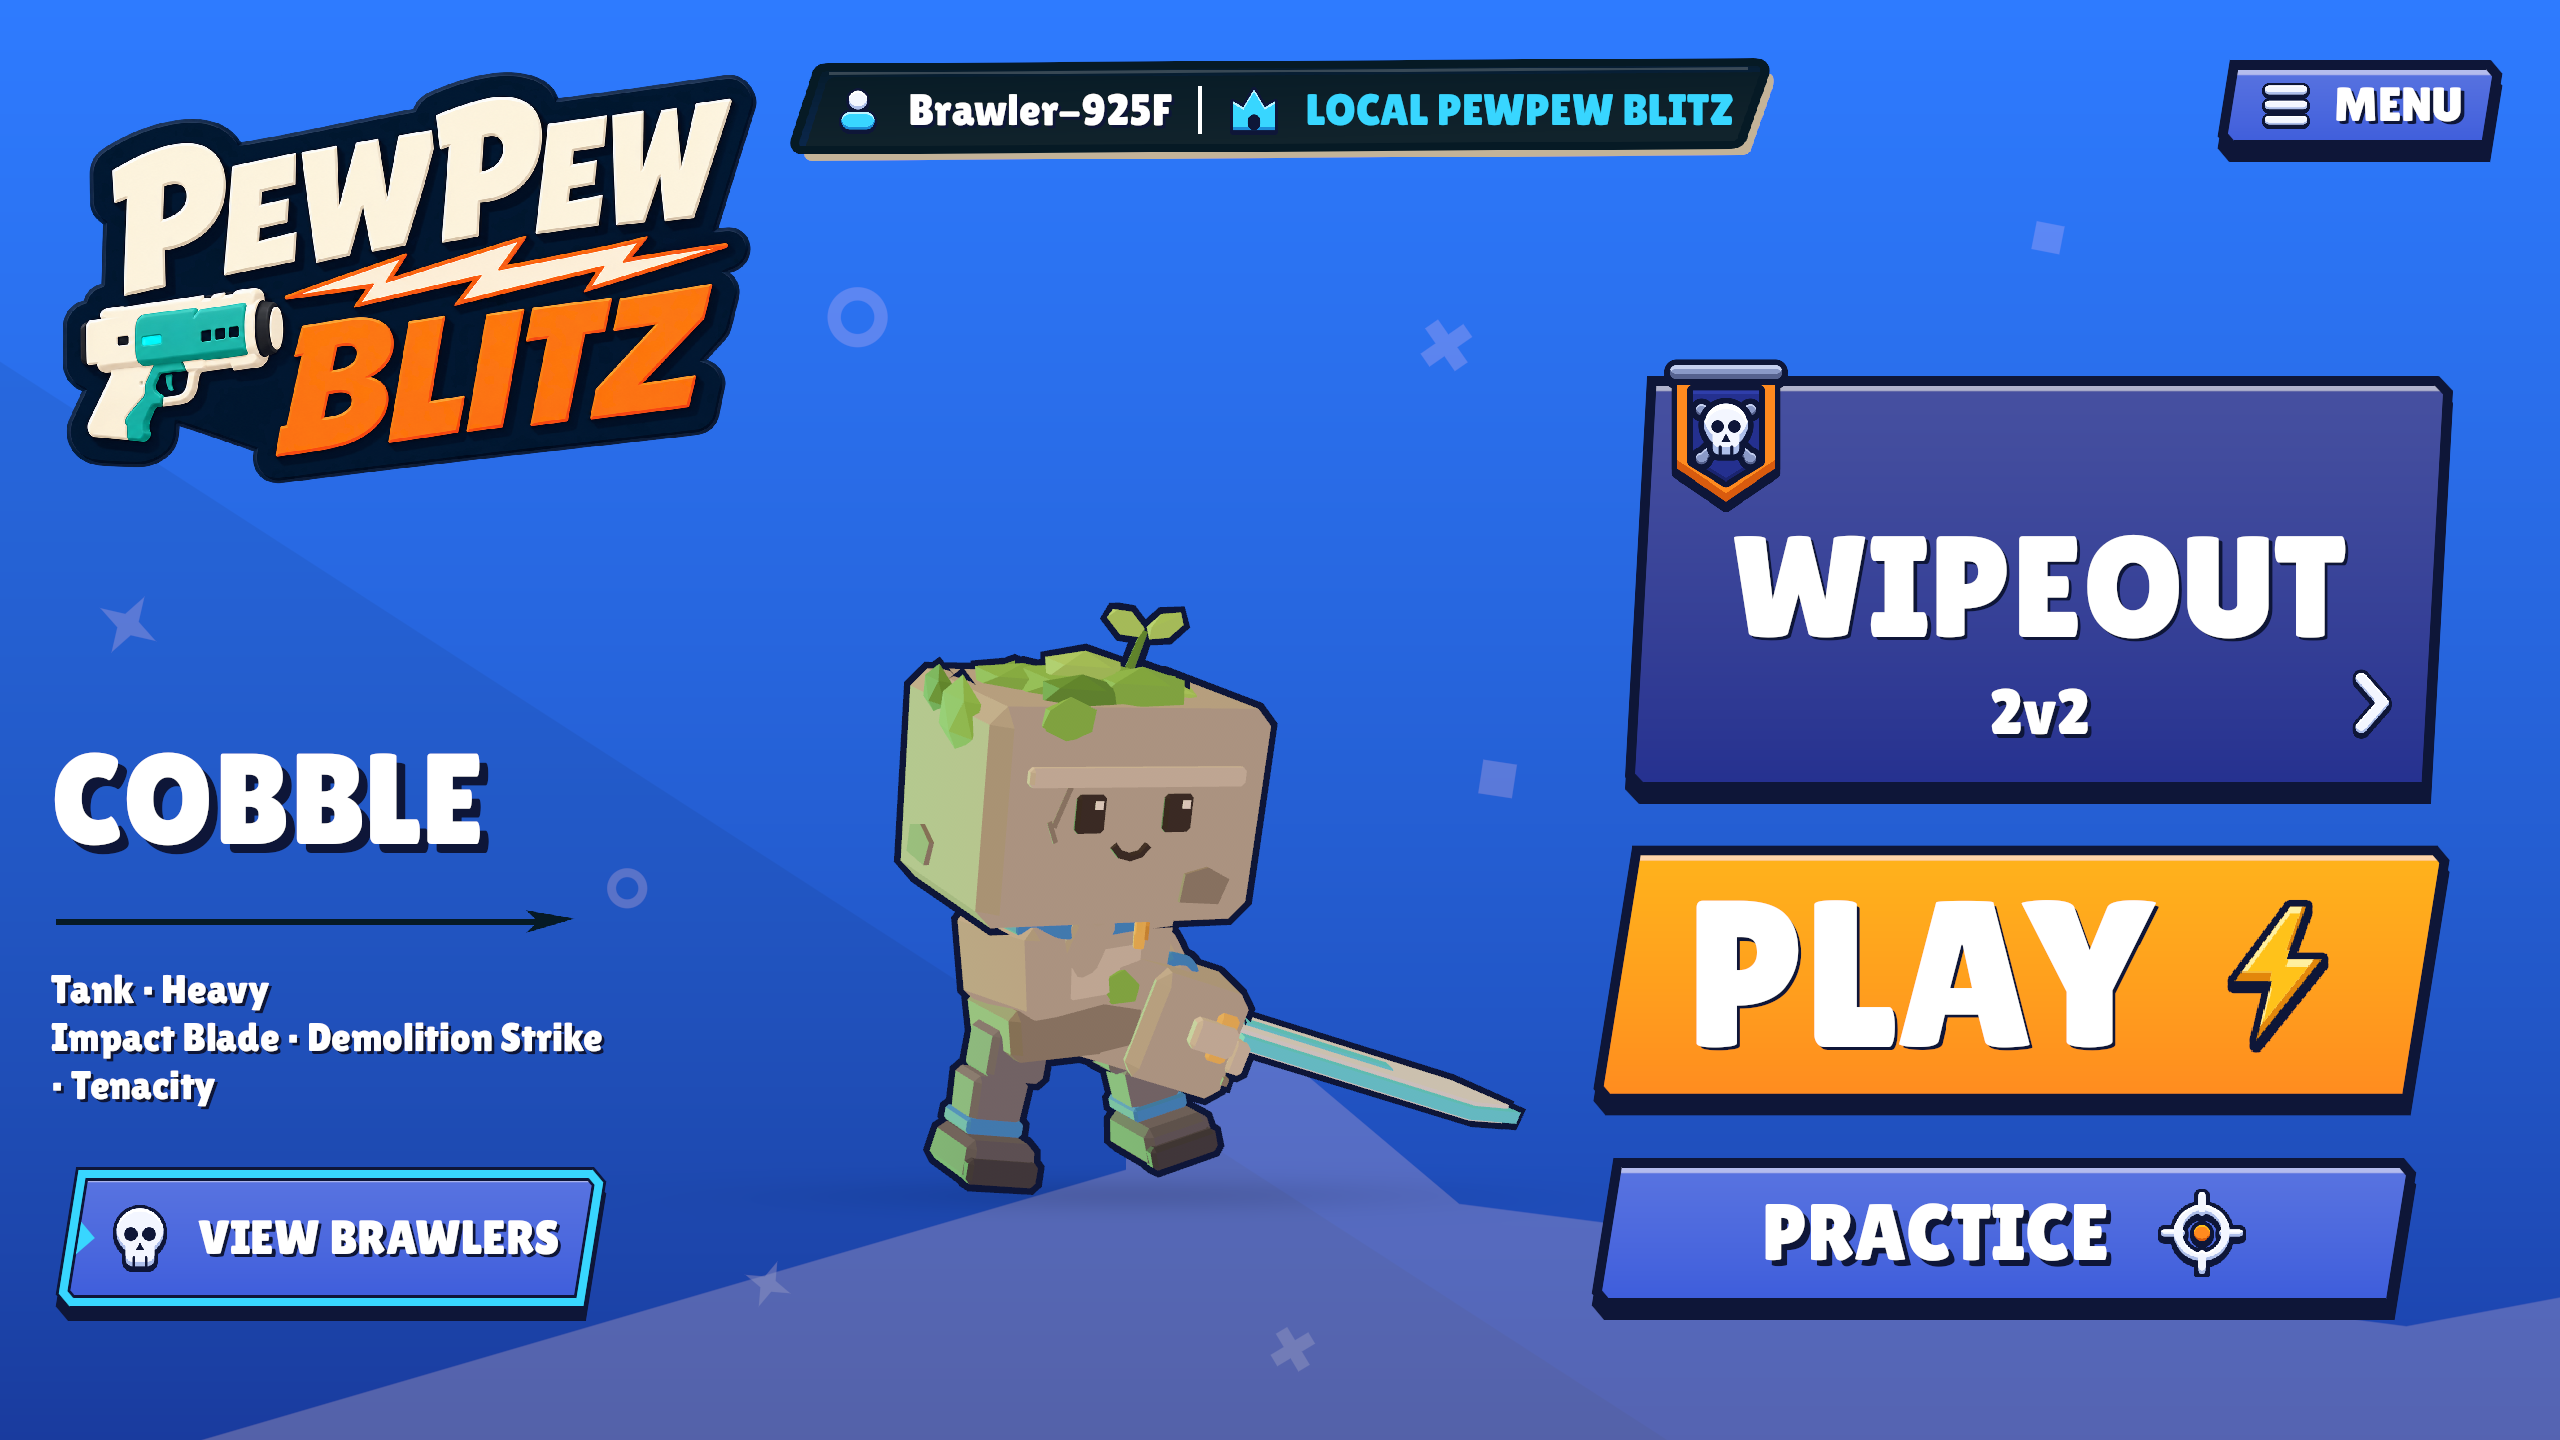 PEWPEW
BLITZ
Brawler-925F
LOCAL PEWPEW BLITZ
MENU
WIPEOUT
2v2
COBBLE
Tank · Heavy
Impact Blade · Demolition Strike
· Tenacity
PLAY
VIEW BRAWLERS
PRACTICE